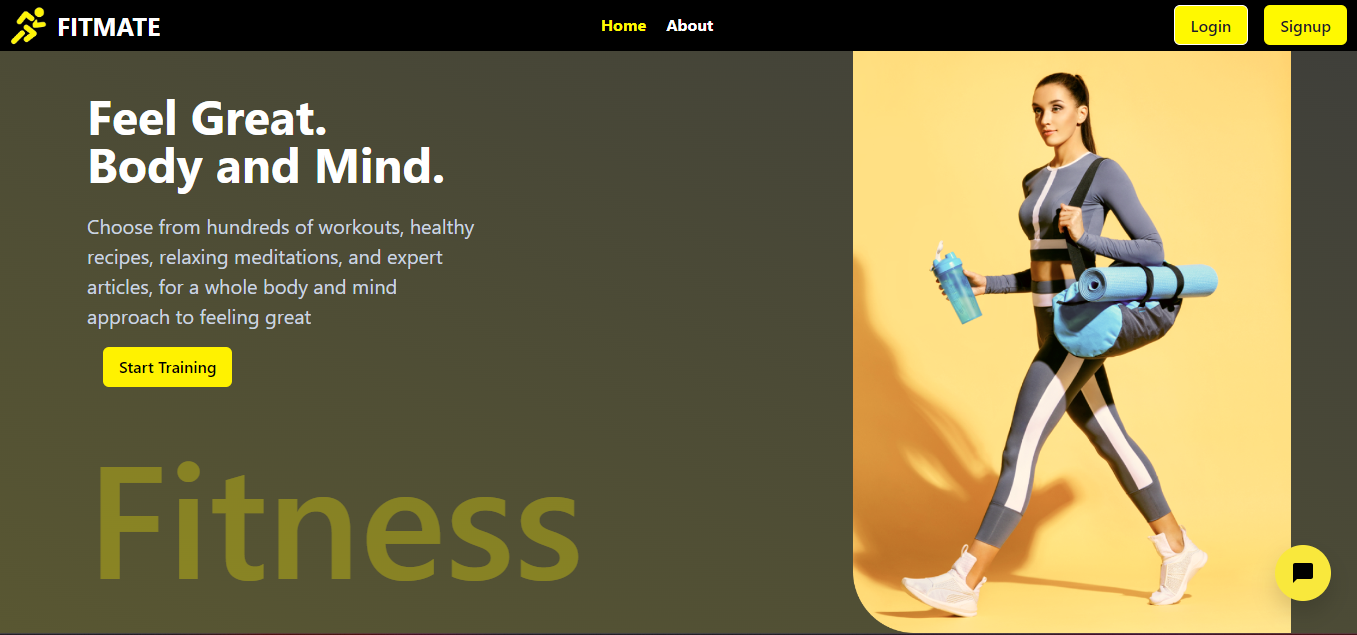 FITMATE
Home
About
Login
Signup
Feel Great.
Body and Mind.
Choose from hundreds of workouts, healthy
recipes, relaxing meditations, and expert
articles, for a whole body and mind
approach to feeling great
Start Training
Fitness